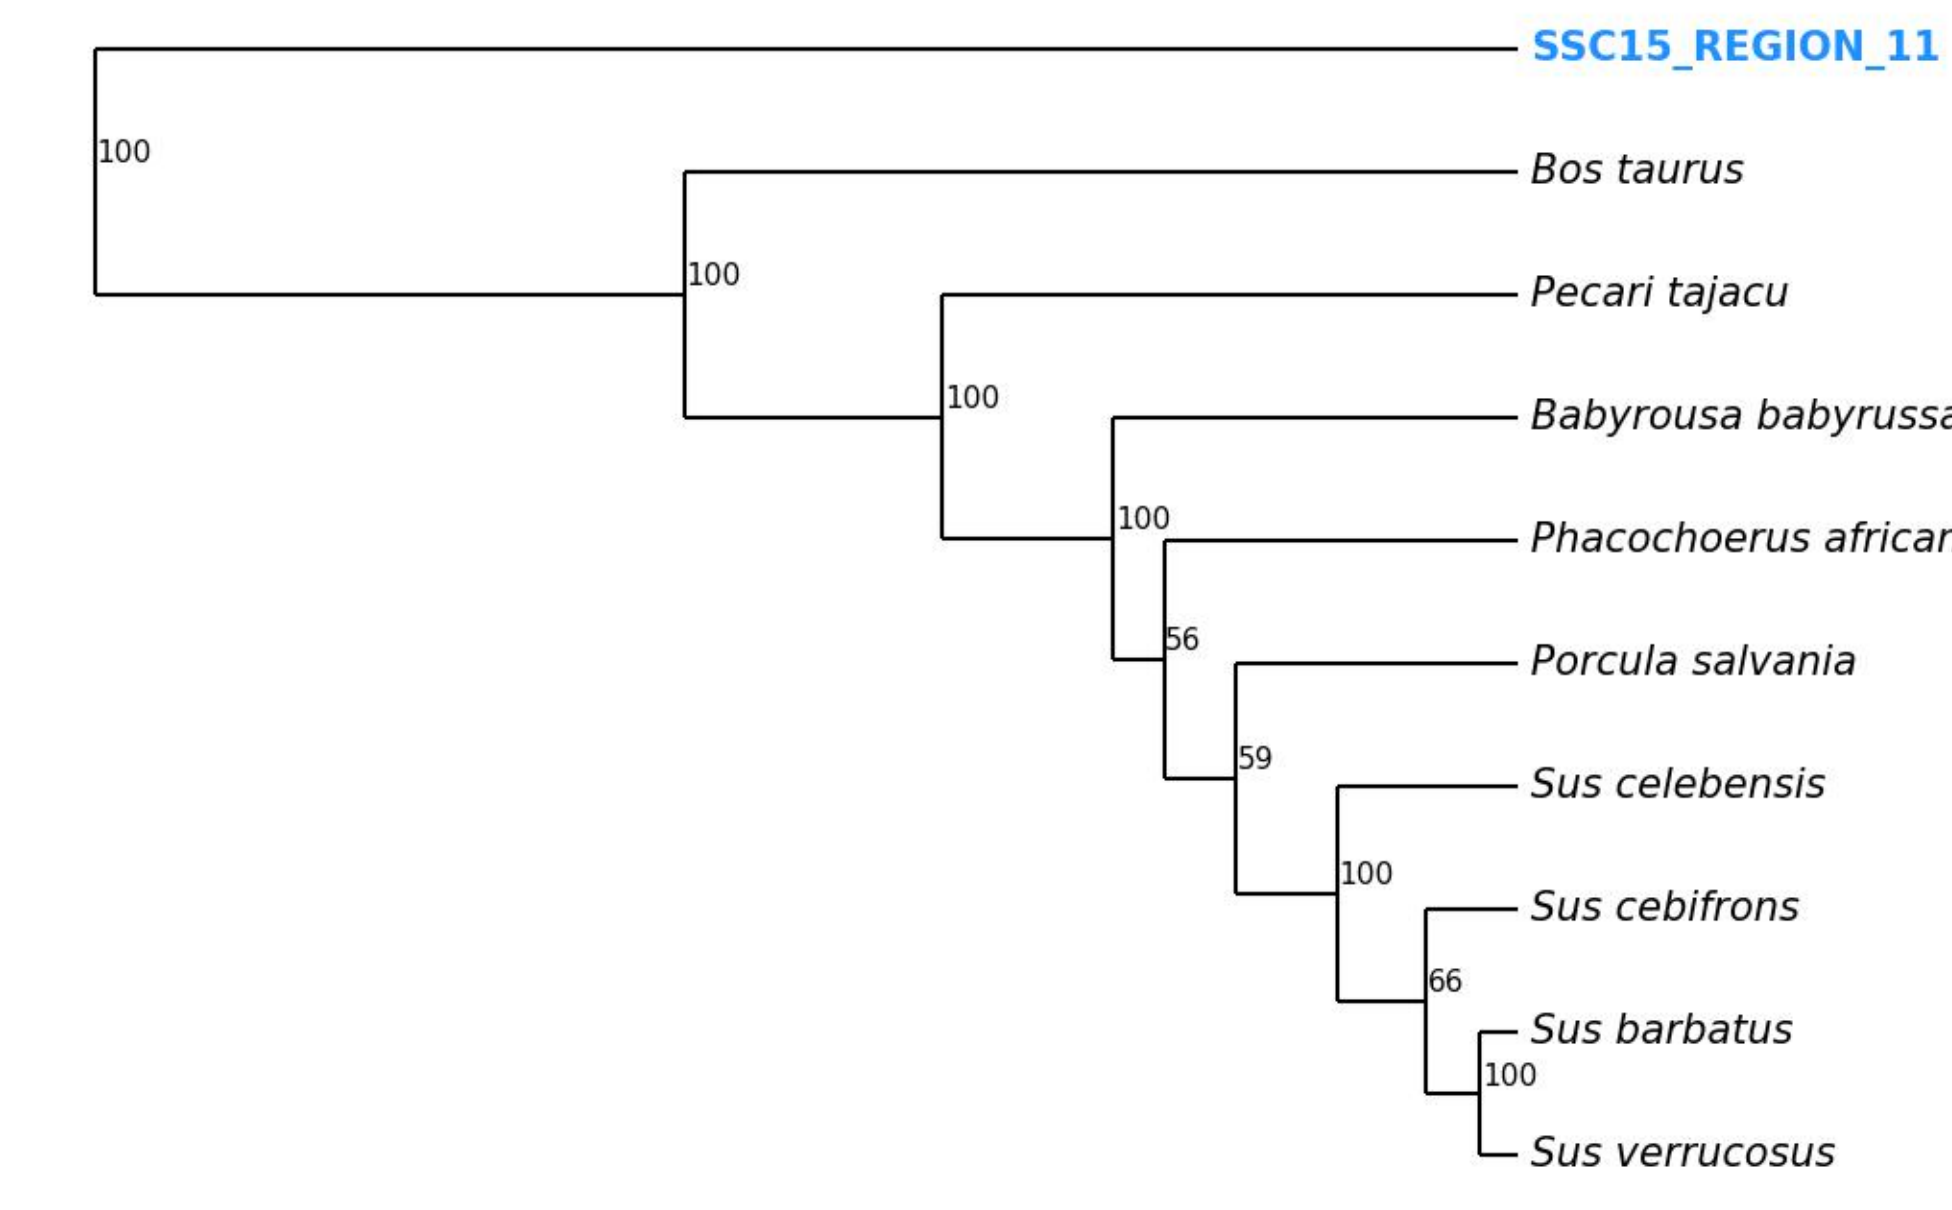 SSC15_REGION_11
100
Bos taurus
100
Pecari tajacu
100
Babyrousa babyrussa
100
Phacochoerus african
56
Porcula salvania
59
Sus celebensis
100
Sus cebifrons
66
Sus barbatus
100
Sus verrucosus